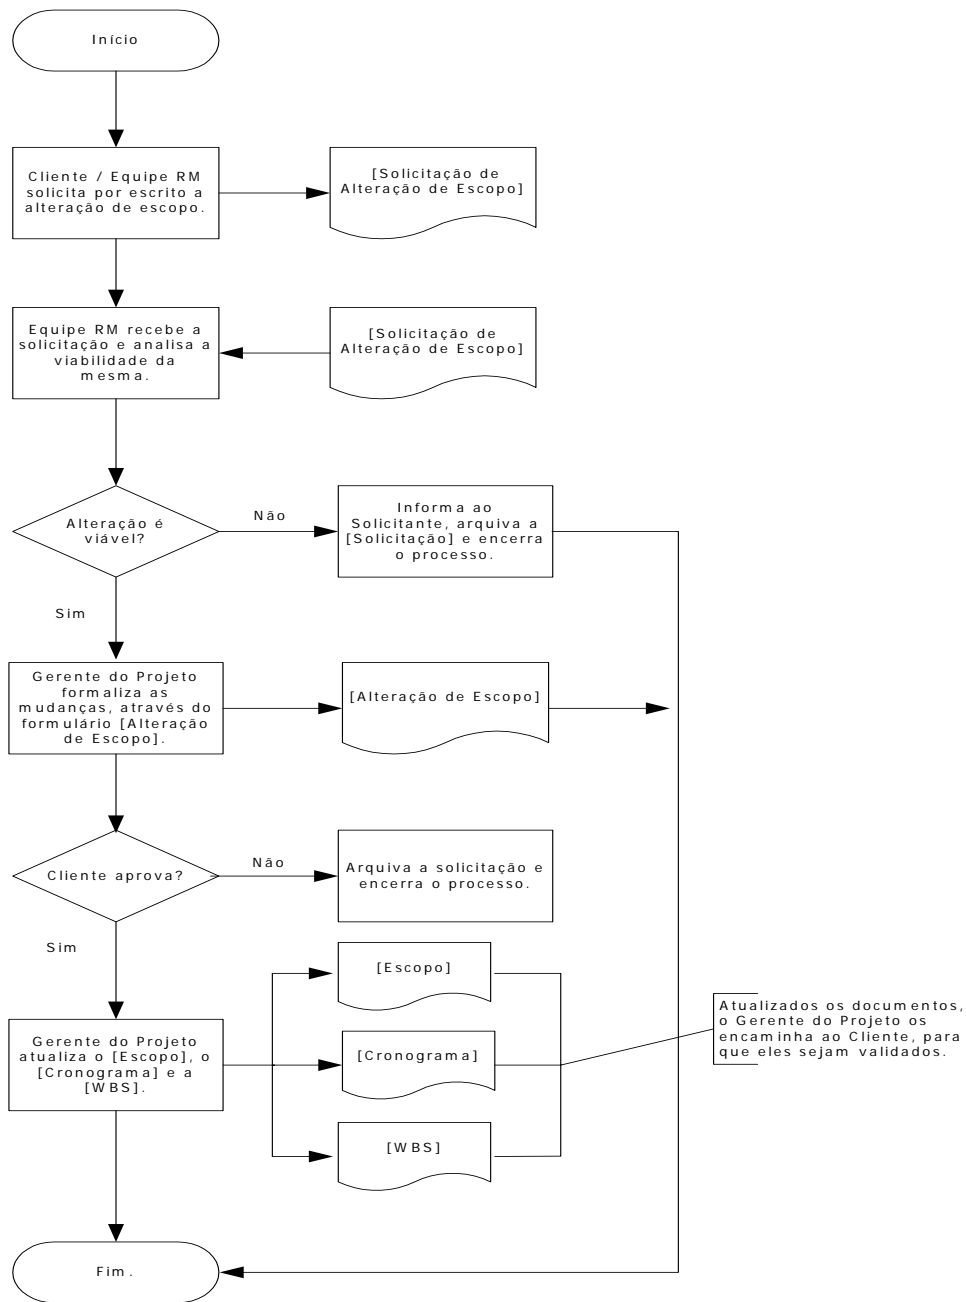 Início
Cliente / Equipe RM
solicita por escrito a
alteração de escopo.
[Solicitação de
Alteração de Escopo]
Equipe RM recebe a
solicitação e analisa a
viabilidade da
mesma.
[Solicitação de
Alteração de Escopo]
Alteração é
viável?
Não
Informa ao
Solicitante, arquiva a
[Solicitação] e encerra
o processo.
Sim
Gerente do Projeto
formaliza as
mudanças, através do
formulário [Alteração
de Escopo].
[Alteração de Escopo]
Cliente aprova?
Não
Arquiva a solicitação e
encerra o processo.
Sim
Gerente do Projeto
atualiza o [Escopo], o
[Cronograma] e a
[WBS].
[Escopo]
[Cronograma]
[WBS]
Atualizados os documentos,
o Gerente do Projeto os
encaminha ao Cliente, para
que eles sejam validados.
Fim.